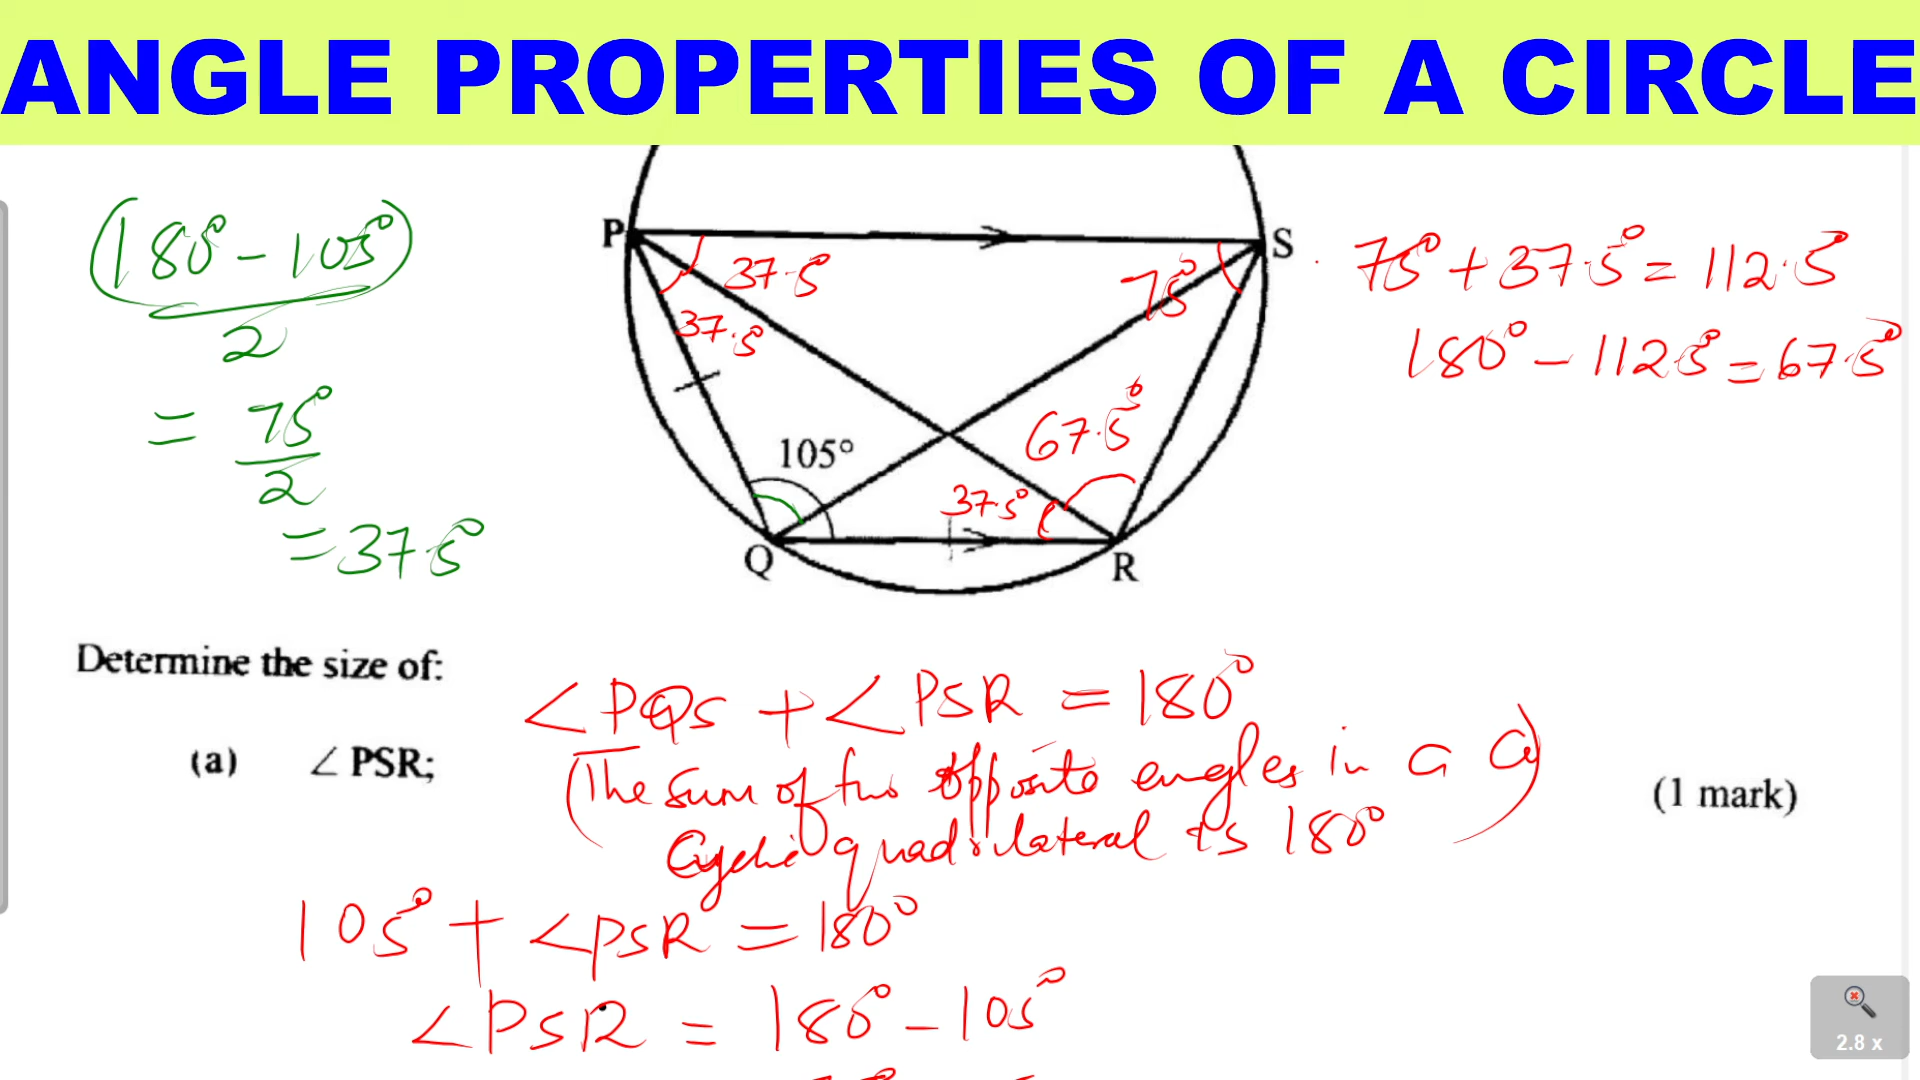 ANGLE PROPERTIES OF A CIRCLE
(180° - 105°)
2
= 75°
2
= 37.5°
P
S
37.5°
75°
37.5°
105°
67.5°
37.5°
Q
R
75° + 37.5° = 112.5°
180° - 112.5° = 67.5°
Determine the size of:
∠PQS + ∠PSR = 180°
(a) ∠ PSR;
(The sum of two opposite angles in a Cy)
Cyclic quadrilateral is 180°
(1 mark)
105° + ∠PSR = 180°
∠PSR = 180° - 105°
2.8 x